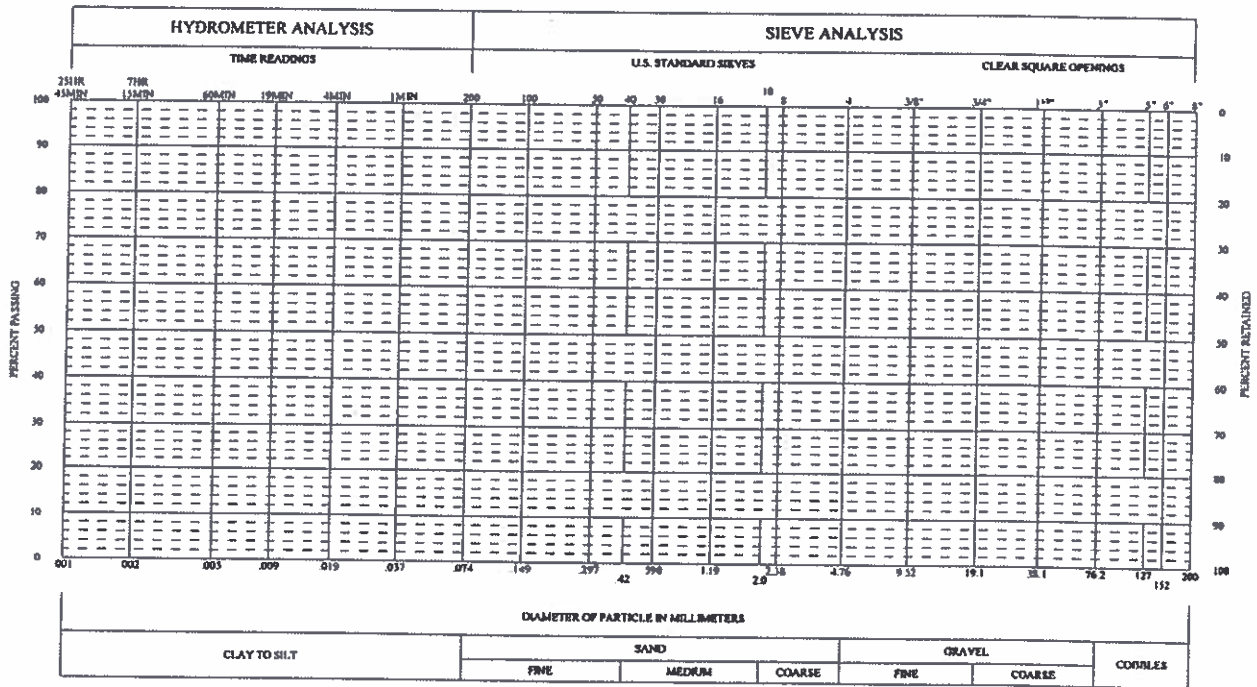 HYDROMETER ANALYSIS SIEVE ANALYSIS
TIME READINGS U.S. STANDARD SIEVES CLEAR SQUARE OPENINGS
25HR 7HR
45MIN 15MIN 60MIN 19MIN 4MIN 1MIN 200 100 50 40 30 16 10 8 4 3/8" 3/4" 3" 5" 6" 8"
100 0
90 10
80 20
70 30
60 40
50 50
40 60
30 70
20 80
10 90
0 100
PERCENT PASSING
PERCENT RETAINED
.001 .002 .005 .009 .019 .037 .074 .149 .297 .590 1.19 2.38 4.76 9.52 19.1 38.1 76.2 127 200
.42 2.0 152
DIAMETER OF PARTICLE IN MILLIMETERS
CLAY TO SILT SAND GRAVEL COBBLES
FINE MEDIUM COARSE FINE COARSE